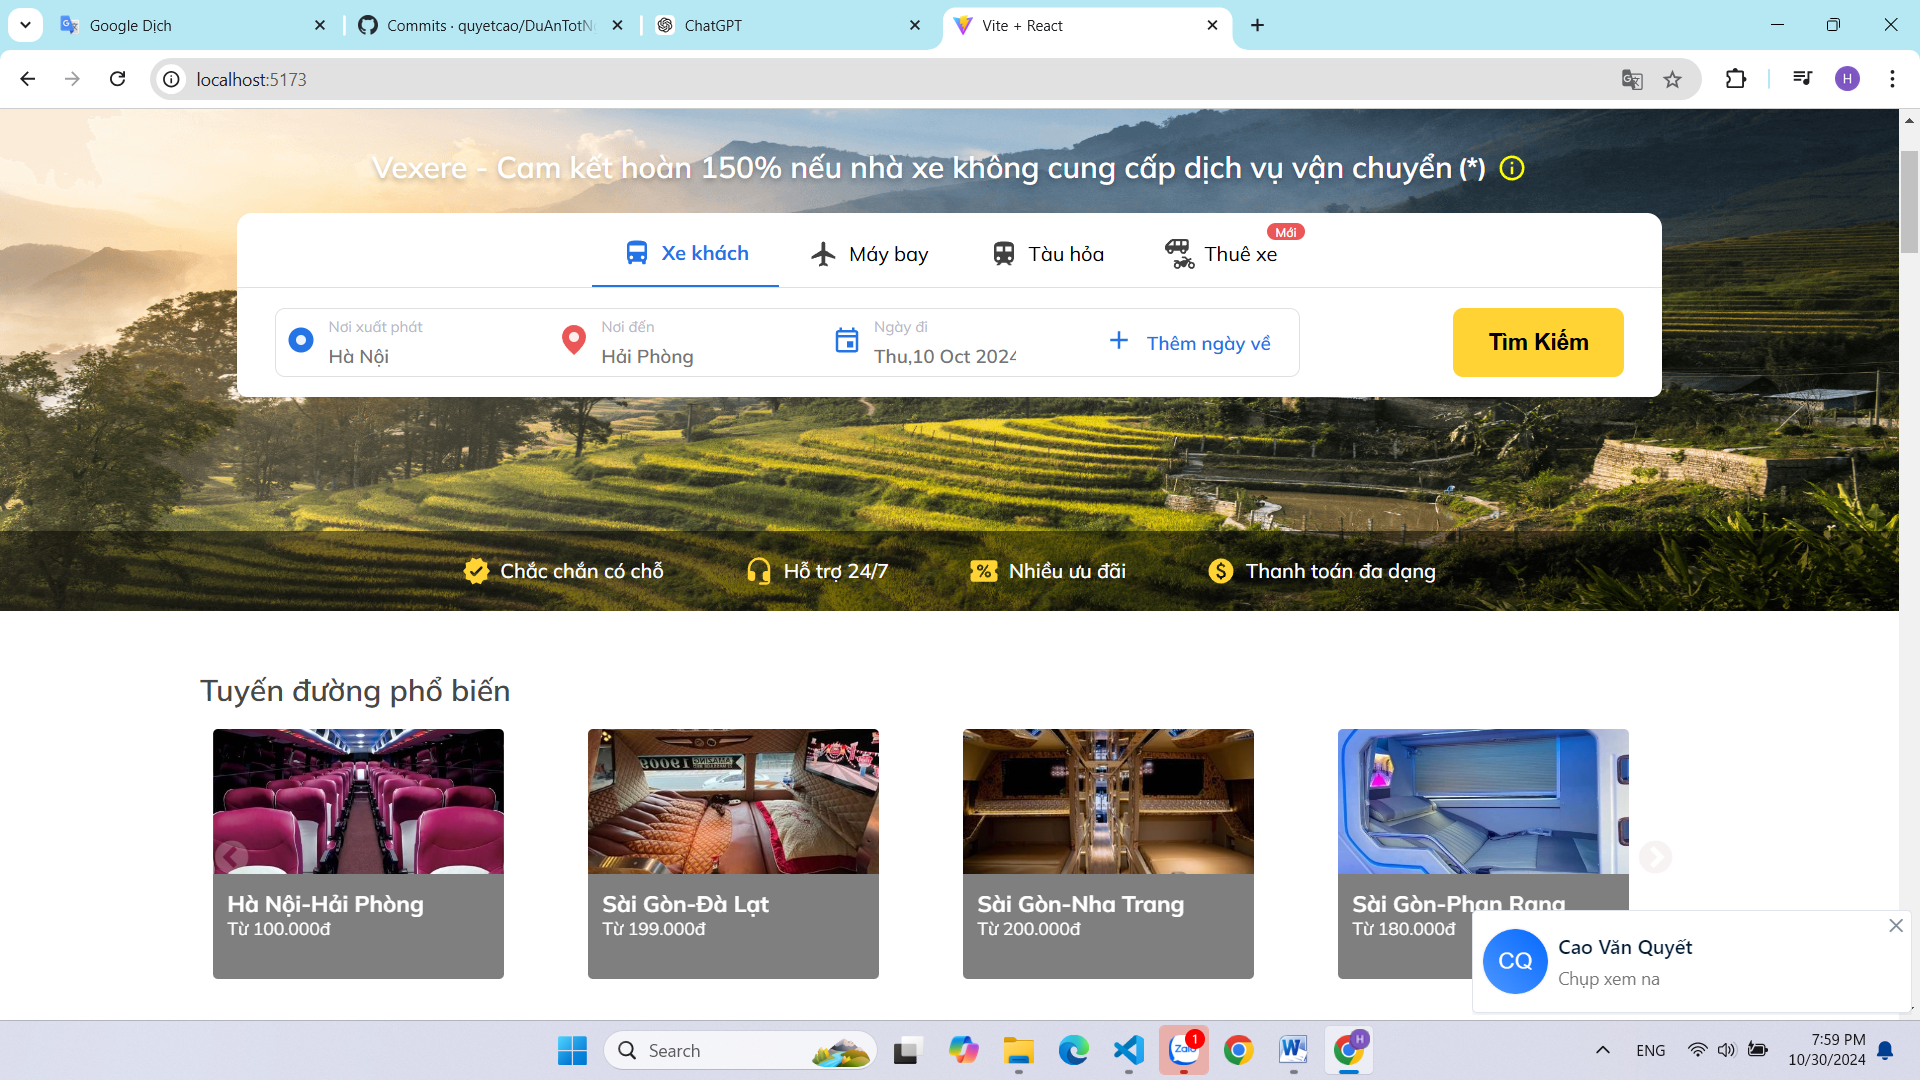 Google Dịch
Commits · quyetcao/DuAnTotN
ChatGPT
Vite + React
localhost:5173
H
Vexere - Cam kết hoàn 150% nếu nhà xe không cung cấp dịch vụ vận chuyển (*)
Mới
Xe khách
Máy bay
Tàu hỏa
Thuê xe
Nơi xuất phát
Hà Nội
Nơi đến
Hải Phòng
Ngày đi
Thu,10 Oct 2024
Thêm ngày về
Tìm Kiếm
Chắc chắn có chỗ
Hỗ trợ 24/7
Nhiều ưu đãi
Thanh toán đa dạng
Tuyến đường phổ biến
Hà Nội-Hải Phòng
Từ 100.000đ
Sài Gòn-Đà Lạt
Từ 199.000đ
Sài Gòn-Nha Trang
Từ 200.000đ
Sài Gòn-Phan Rang
Từ 180.000đ
CQ
Cao Văn Quyết
Chụp xem na
Search
Zalo
1
H
ENG
7:59 PM
10/30/2024